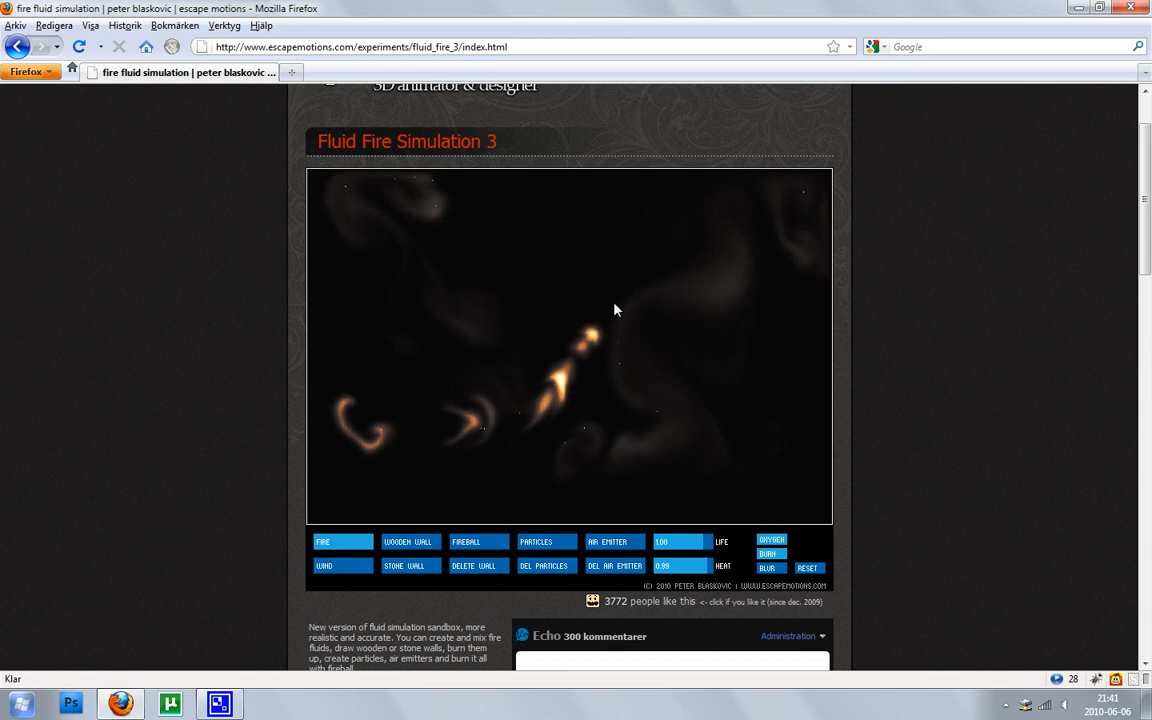 fire fluid simulation | peter blaskovic | escape motions - Mozilla Firefox
Arkiv Redigera Visa Historik Bokmärken Verktyg Hjälp
http://www.escapemotions.com/experiments/fluid_fire_3/index.html
Google
Firefox
fire fluid simulation | peter blaskovic ...
3D animator & designer
Fluid Fire Simulation 3
FIRE WOODEN WALL FIREBALL PARTICLES AIR EMITTER 1.00 LIFE OXYGEN
BURN
WIND STONE WALL DELETE WALL DEL PARTICLES DEL AIR EMITTER 0.99 HEAT BLUR RESET
(C) 2010 PETER BLASKOVIC | WWW.ESCAPEMOTIONS.COM
3772 people like this <- click if you like it (since dec. 2009)
New version of fluid simulation sandbox, more
realistic and accurate. You can create and mix fire
fluids, draw wooden or stone walls, burn them
up, create particles, air emitters and burn it all
with fireball.
Echo 300 kommentarer
Administration
Klar
28
Ps
µ
21:41
2010-06-06